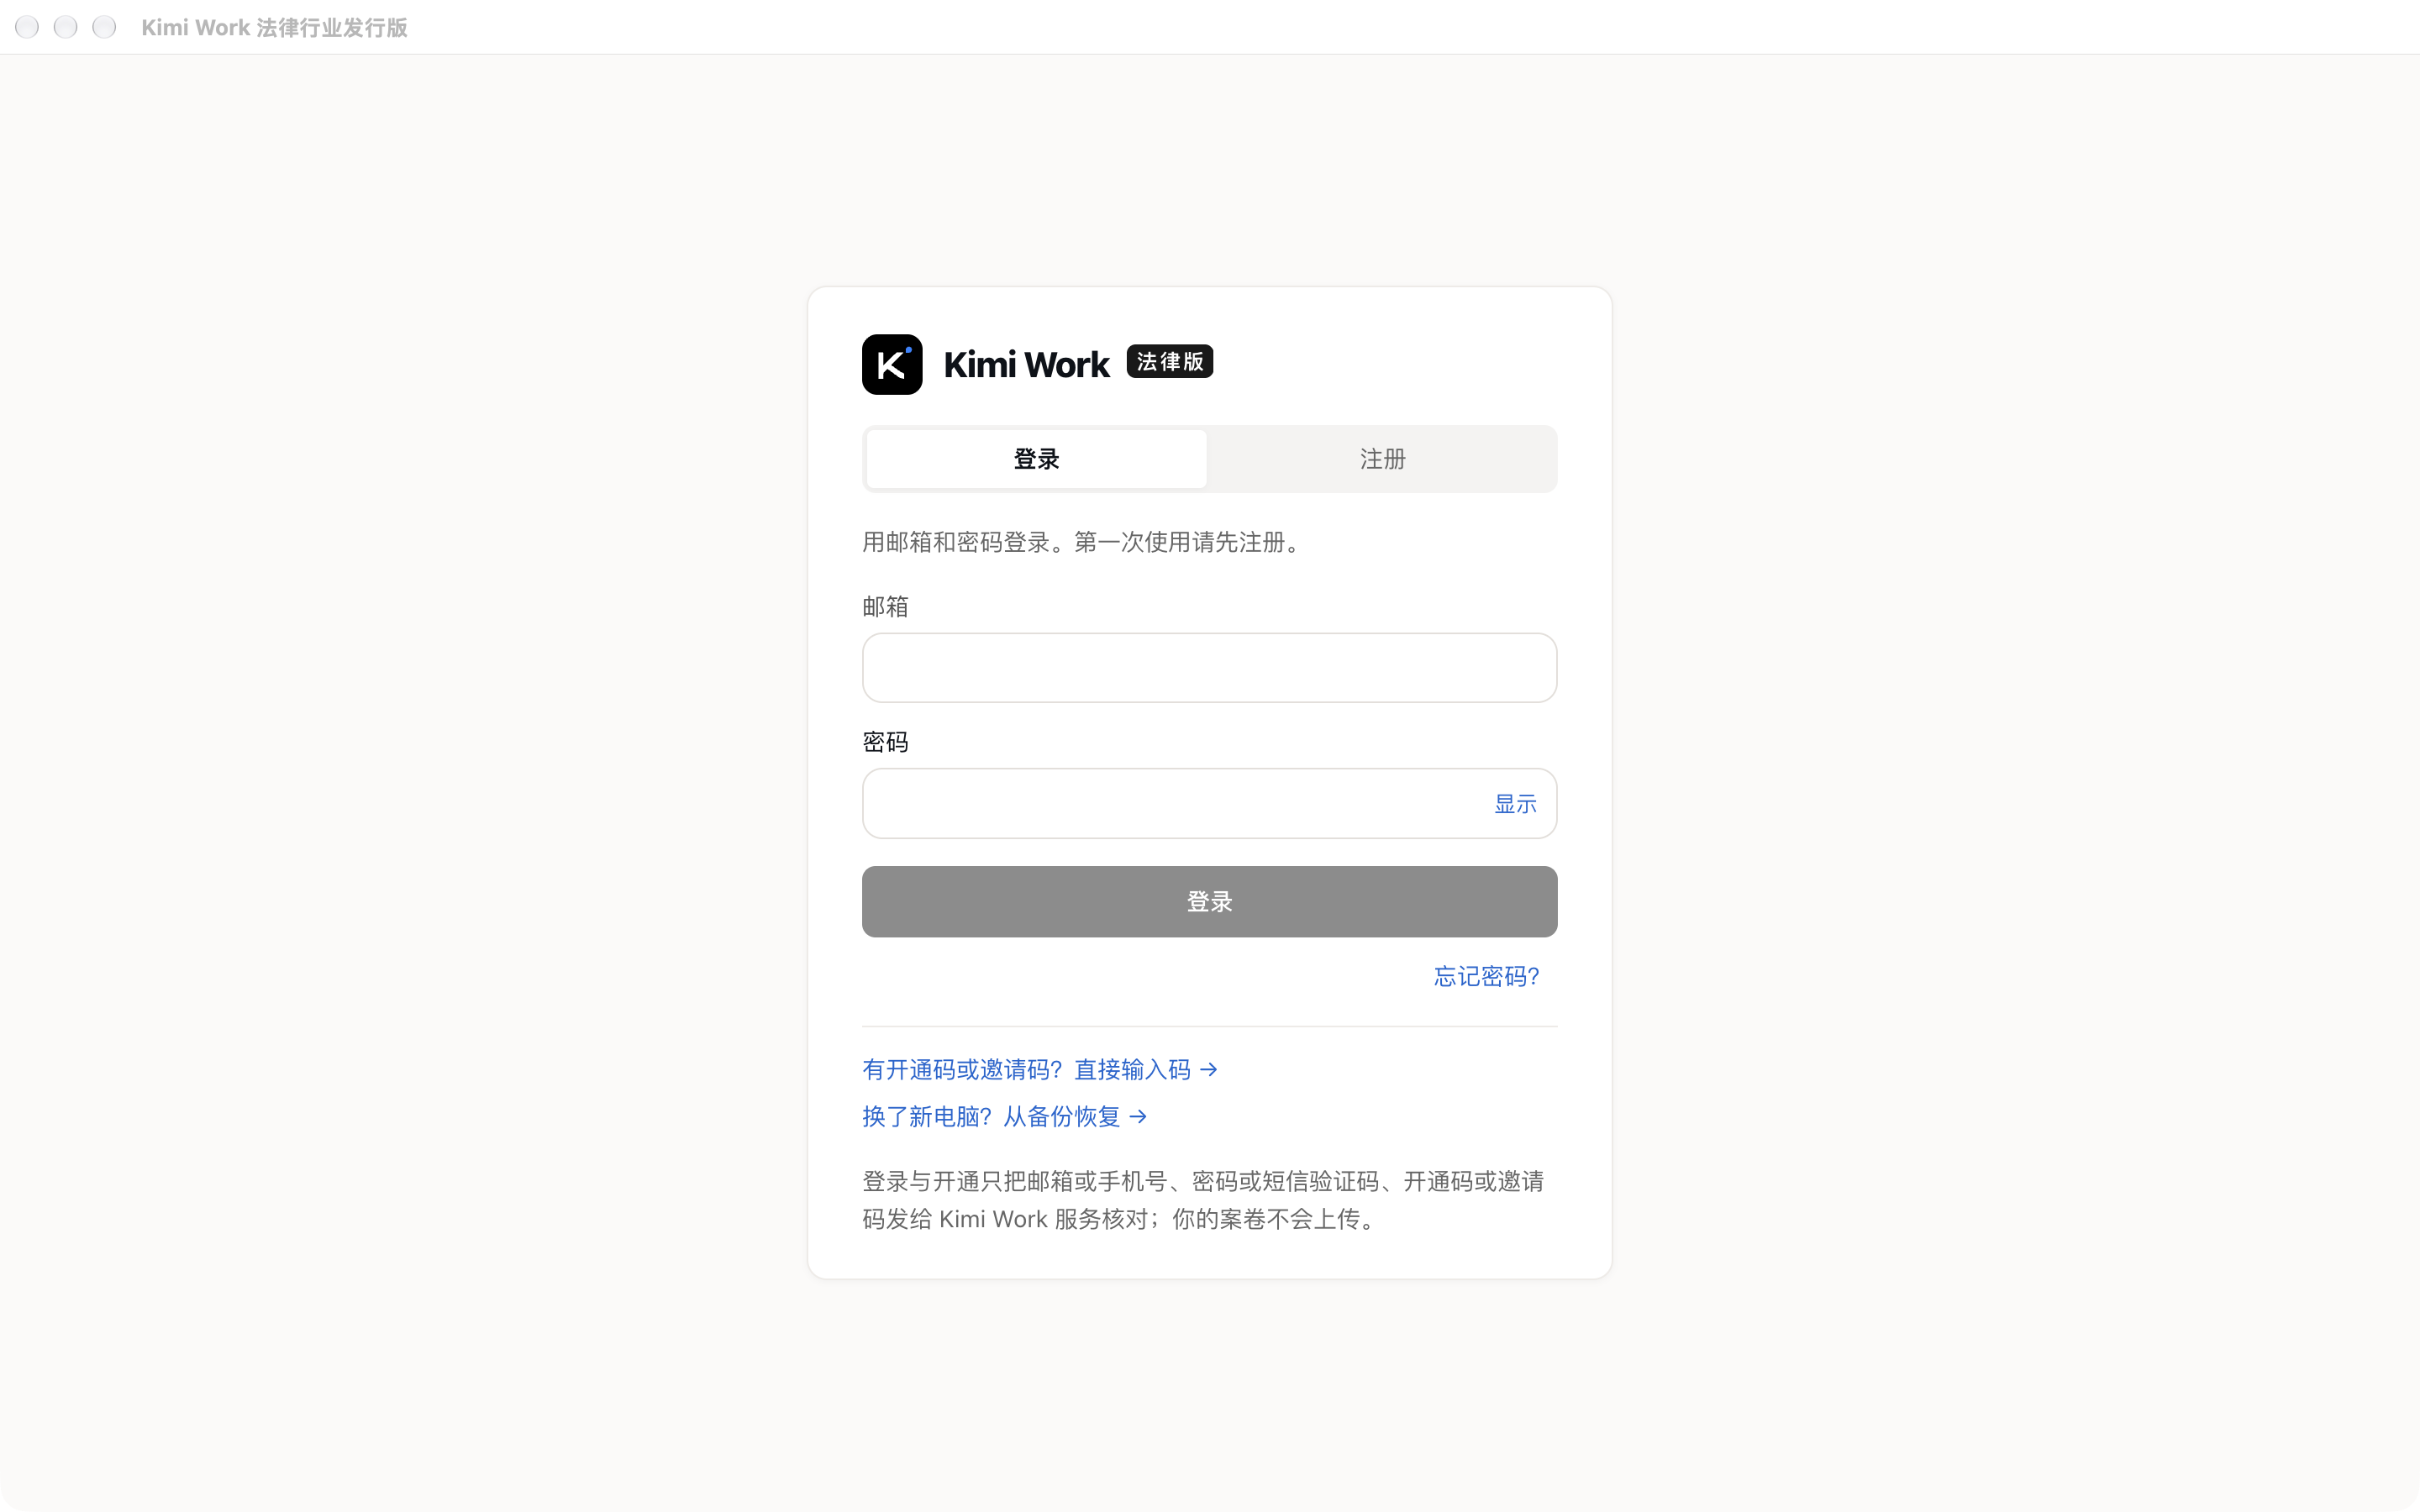 Kimi Work 法律行业发行版
Kimi Work 法律版
登录 注册
用邮箱和密码登录。第一次使用请先注册。
邮箱
密码
显示
登录
忘记密码?
有开通码或邀请码? 直接输入码 →
换了新电脑? 从备份恢复 →
登录与开通只把邮箱或手机号、密码或短信验证码、开通码或邀请
码发给 Kimi Work 服务核对；你的案卷不会上传。